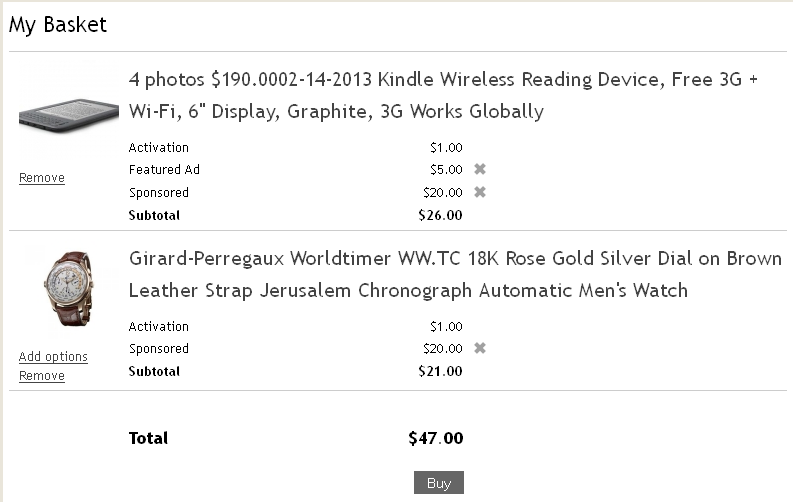 My Basket
4 photos $190.0002-14-2013 Kindle Wireless Reading Device, Free 3G +
Wi-Fi, 6" Display, Graphite, 3G Works Globally
Activation $1.00
Featured Ad $5.00 ✖
Remove
Sponsored $20.00 ✖
Subtotal $26.00
Girard-Perregaux Worldtimer WW.TC 18K Rose Gold Silver Dial on Brown
Leather Strap Jerusalem Chronograph Automatic Men's Watch
Activation $1.00
Sponsored $20.00 ✖
Add options
Subtotal $21.00
Remove
Total $47.00
Buy